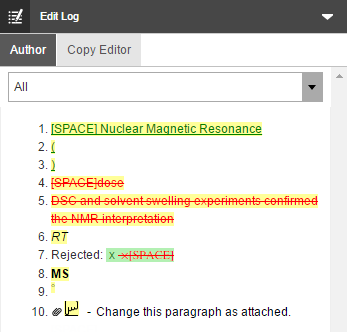 Edit Log
Author Copy Editor
All
1. [SPACE] Nuclear Magnetic Resonance
2. (
3. )
4. [SPACE]dose
5. DSC and solvent swelling experiments confirmed
the NMR interpretation
6. RT
7. Rejected: x x[SPACE]
8. MS
9. °
10. - Change this paragraph as attached.